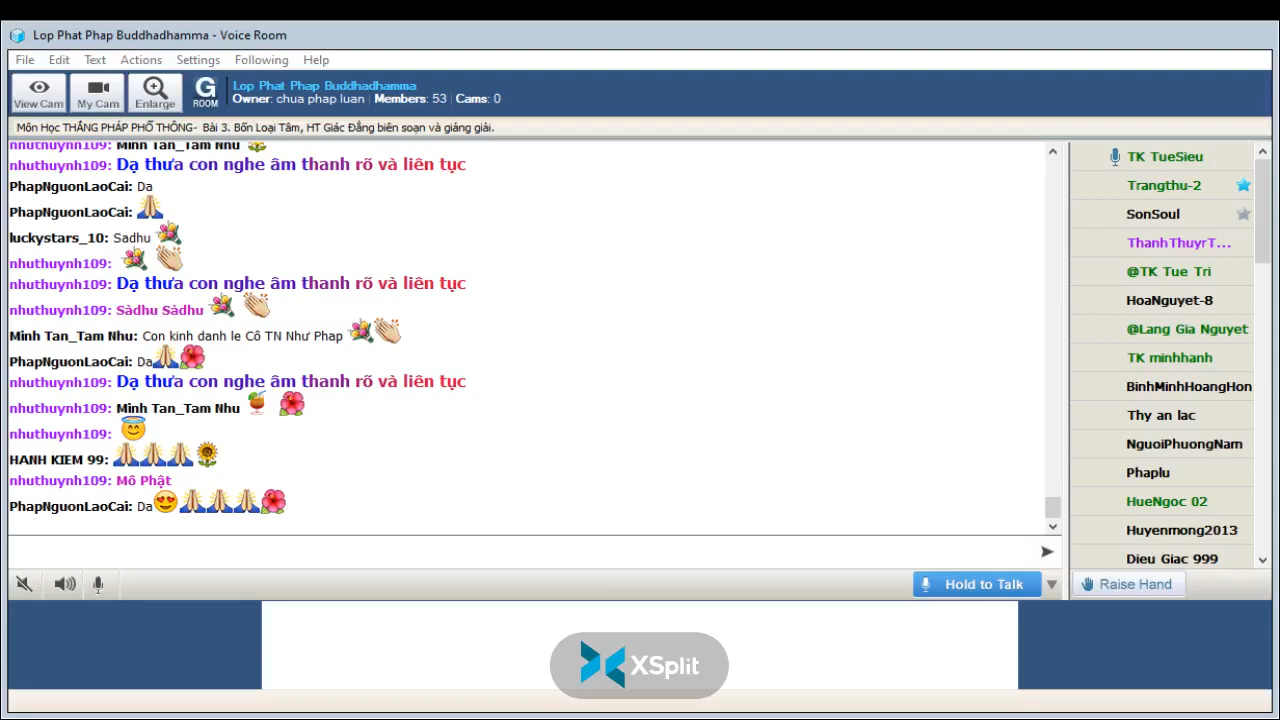 Lop Phat Phap Buddhadhamma - Voice Room
File Edit Text Actions Settings Following Help
View Cam My Cam Enlarge G ROOM
Lop Phat Phap Buddhadhamma
Owner: chua phap luan | Members: 53 | Cams: 0
Môn Học THẮNG PHÁP PHỔ THÔNG- Bài 3. Bốn Loại Tâm, HT Giác Đẳng biên soạn và giảng giải.
nhuthuynh109: Minh Tan_Tam Nhu
nhuthuynh109: Dạ thưa con nghe âm thanh rõ và liên tục
PhapNguonLaoCai: Da
PhapNguonLaoCai:
luckystars_10: Sadhu
nhuthuynh109:
nhuthuynh109: Dạ thưa con nghe âm thanh rõ và liên tục
nhuthuynh109: Sàdhu Sàdhu
Minh Tan_Tam Nhu: Con kinh danh le Cô TN Như Phap
PhapNguonLaoCai: Da
nhuthuynh109: Dạ thưa con nghe âm thanh rõ và liên tục
nhuthuynh109: Minh Tan_Tam Nhu
nhuthuynh109:
HANH KIEM 99:
nhuthuynh109: Mô Phật
PhapNguonLaoCai: Da
TK TueSieu
Trangthu-2
SonSoul
ThanhThuyrT...
@TK Tue Tri
HoaNguyet-8
@Lang Gia Nguyet
TK minhhanh
BinhMinhHoangHon
Thy an lac
NguoiPhuongNam
Phaplu
HueNgoc 02
Huyenmong2013
Dieu Giac 999
Hold to Talk
Raise Hand
XSplit